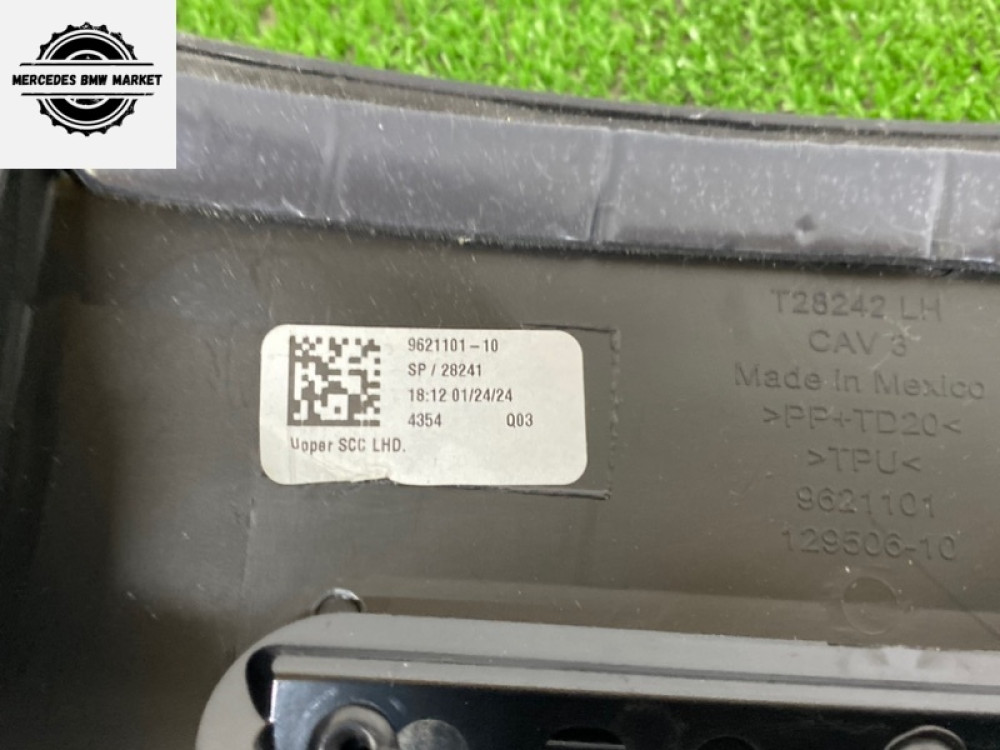 MERCEDES BMW MARKET
9621101-10
SP / 28241
18:12 01/24/24
4354 Q03
Upper SCC LHD.
T28242 LH
CAV 3
Made in Mexico
>PP+TD20<
>TPU<
9621101
129506-10